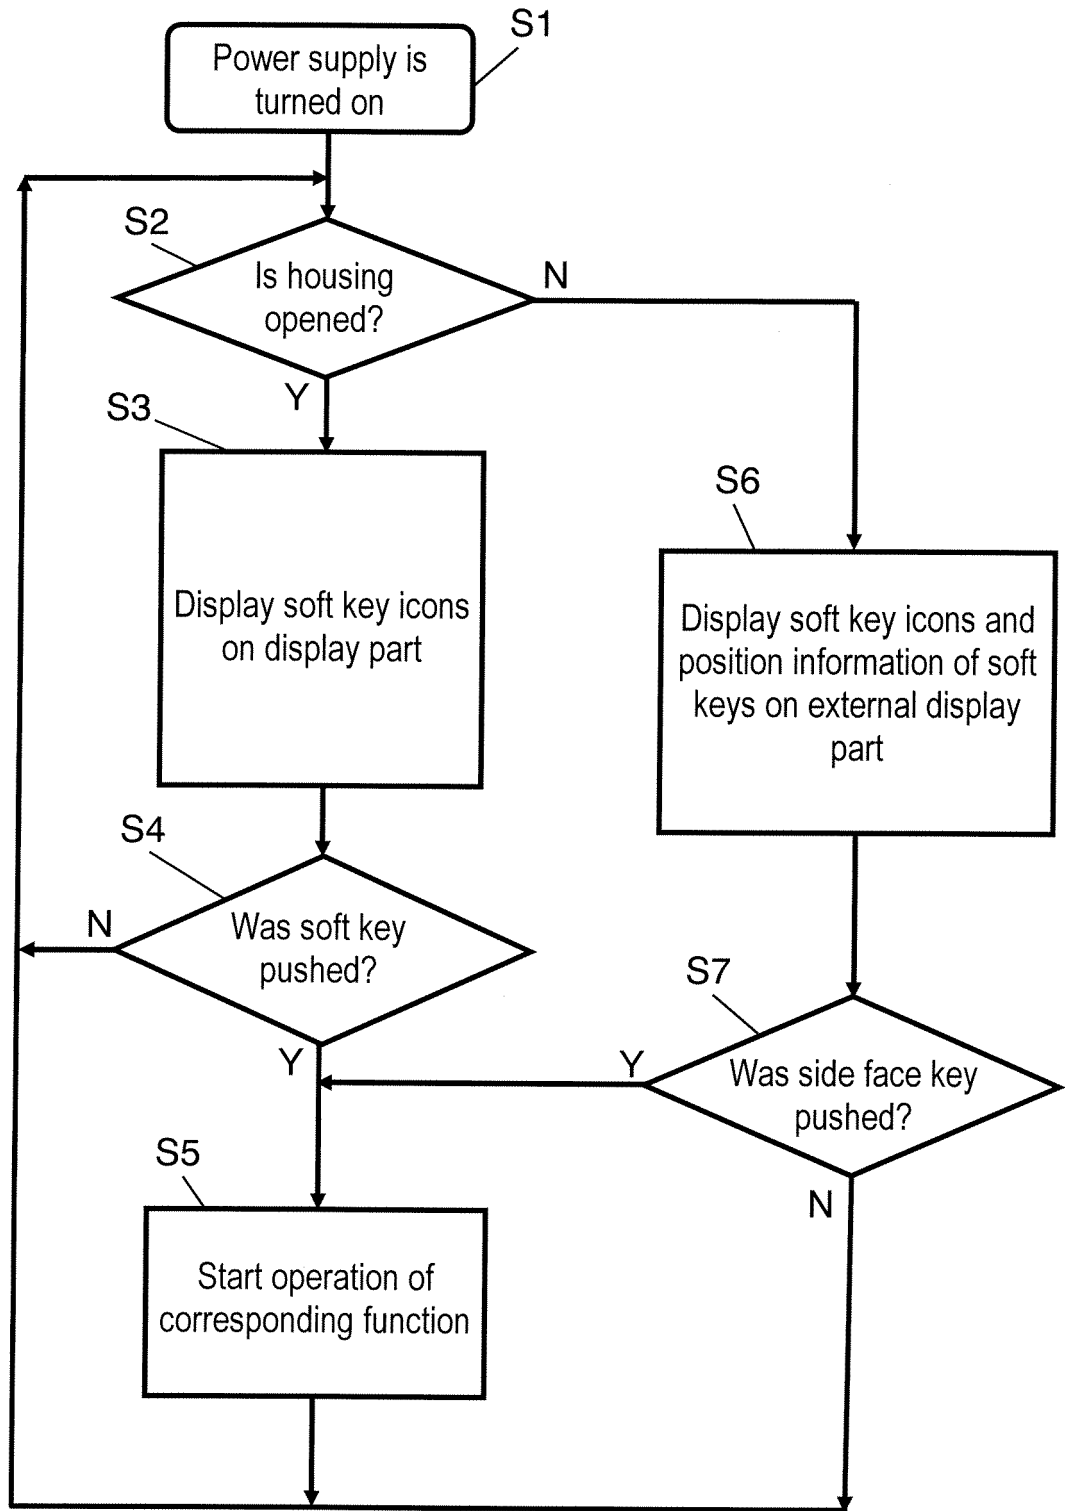 S1
Power supply is
turned on
S2
Is housing
opened?
N
Y
S3
Display soft key icons
on display part
S6
Display soft key icons and
position information of soft
keys on external display
part
S4
Was soft key
pushed?
N
Y
S7
Was side face key
pushed?
Y
N
S5
Start operation of
corresponding function